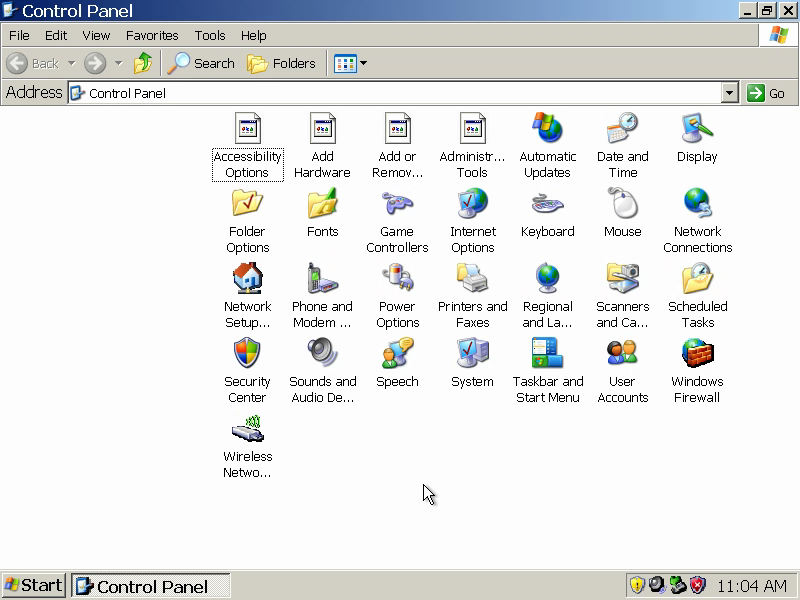 Control Panel
File Edit View Favorites Tools Help
Back Search Folders
Address Control Panel Go
Accessibility Options
Add Hardware
Add or Remov...
Administr... Tools
Automatic Updates
Date and Time
Display
Folder Options
Fonts
Game Controllers
Internet Options
Keyboard
Mouse
Network Connections
Network Setup...
Phone and Modem ...
Power Options
Printers and Faxes
Regional and La...
Scanners and Ca...
Scheduled Tasks
Security Center
Sounds and Audio De...
Speech
System
Taskbar and Start Menu
User Accounts
Windows Firewall
Wireless Netwo...
Start Control Panel 11:04 AM